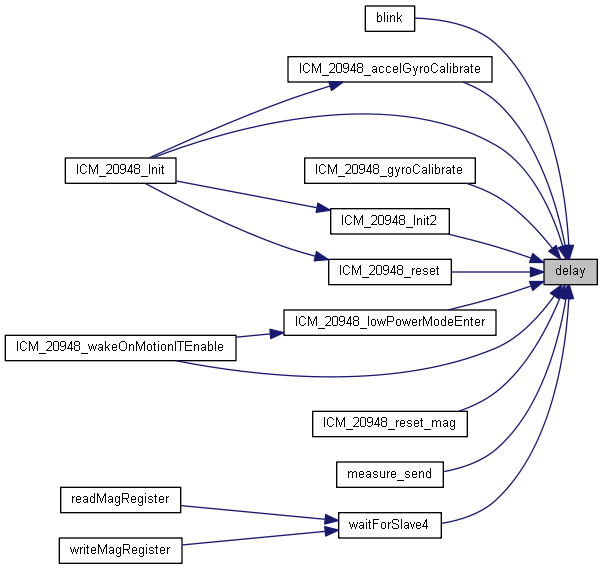 blink
ICM_20948_accelGyroCalibrate
ICM_20948_Init
ICM_20948_gyroCalibrate
ICM_20948_Init2
ICM_20948_reset
delay
ICM_20948_lowPowerModeEnter
ICM_20948_wakeOnMotionITEnable
ICM_20948_reset_mag
measure_send
readMagRegister
waitForSlave4
writeMagRegister